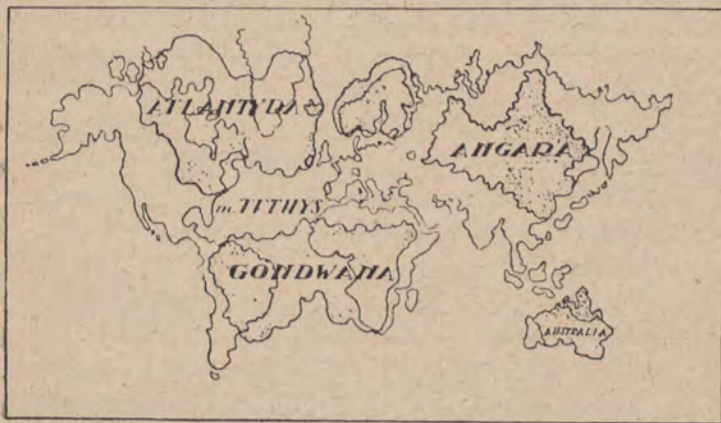 ATLANTYDA
ANGARA
m. TETHYS
GONDWANA
AUSTRALIA